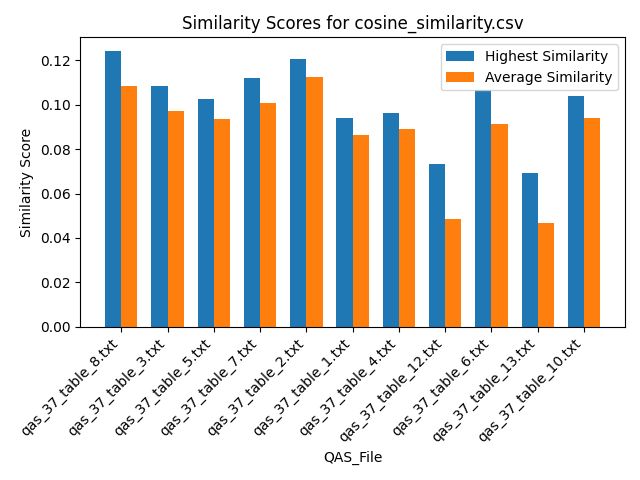 Similarity Scores for cosine_similarity.csv
Highest Similarity
Average Similarity
Similarity Score
0.12
0.10
0.08
0.06
0.04
0.02
0.00
qas_37_table_8.txt
qas_37_table_3.txt
qas_37_table_5.txt
qas_37_table_7.txt
qas_37_table_2.txt
qas_37_table_1.txt
qas_37_table_4.txt
qas_37_table_12.txt
qas_37_table_6.txt
qas_37_table_13.txt
qas_37_table_10.txt
QAS_File